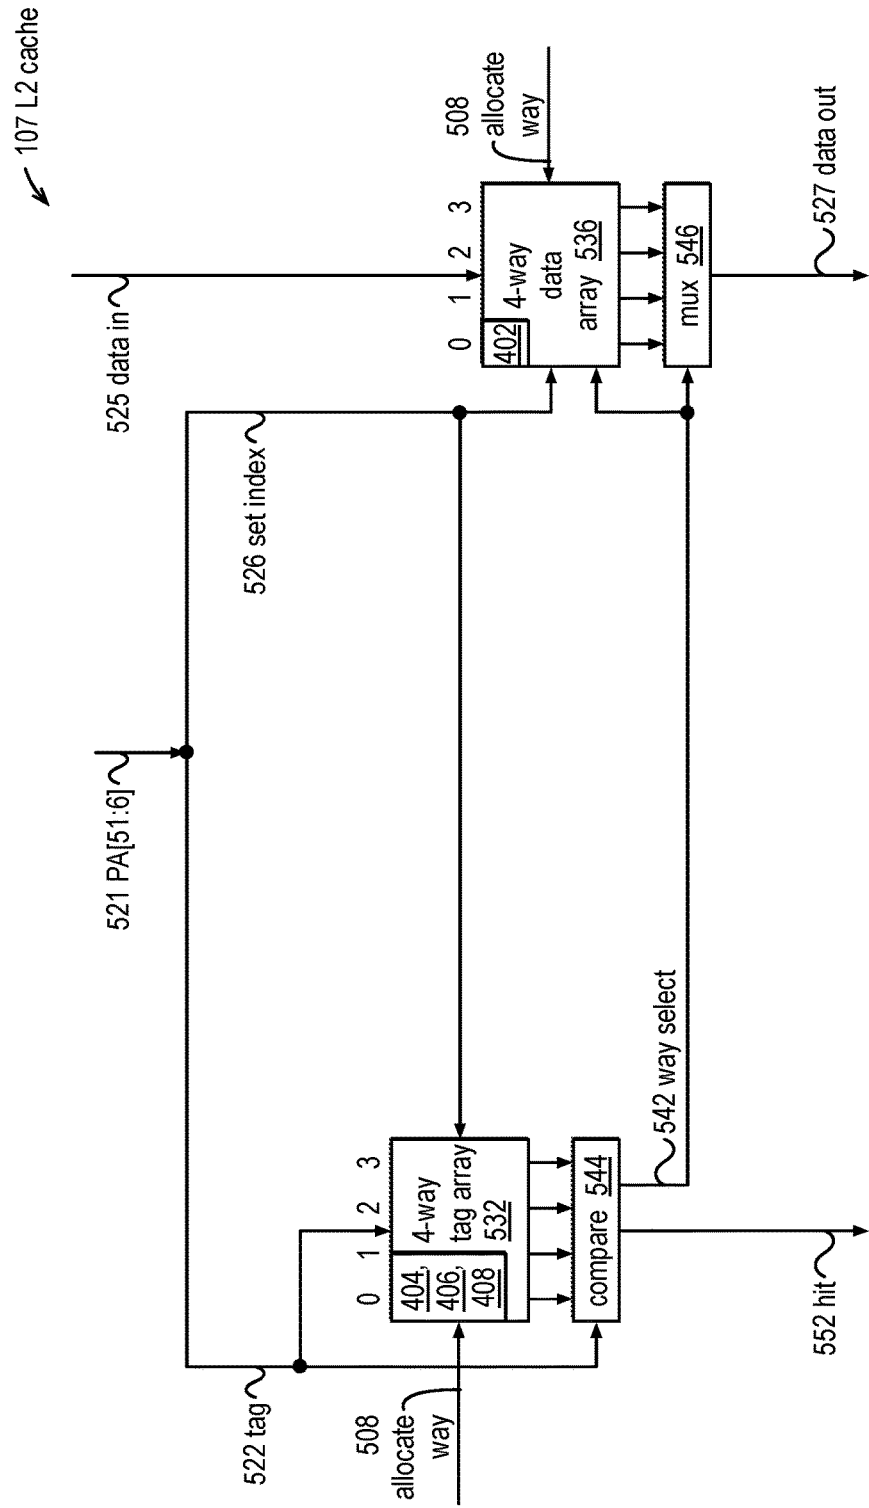 107 L2 cache
521 PA[51:6]
525 data in
522 tag
526 set index
508
allocate
way
0 1 2 3
404,
406,
408
4-way
tag array
532
compare 544
552 hit
542 way select
508
allocate
way
0 1 2 3
402
4-way
data
array 536
mux 546
527 data out